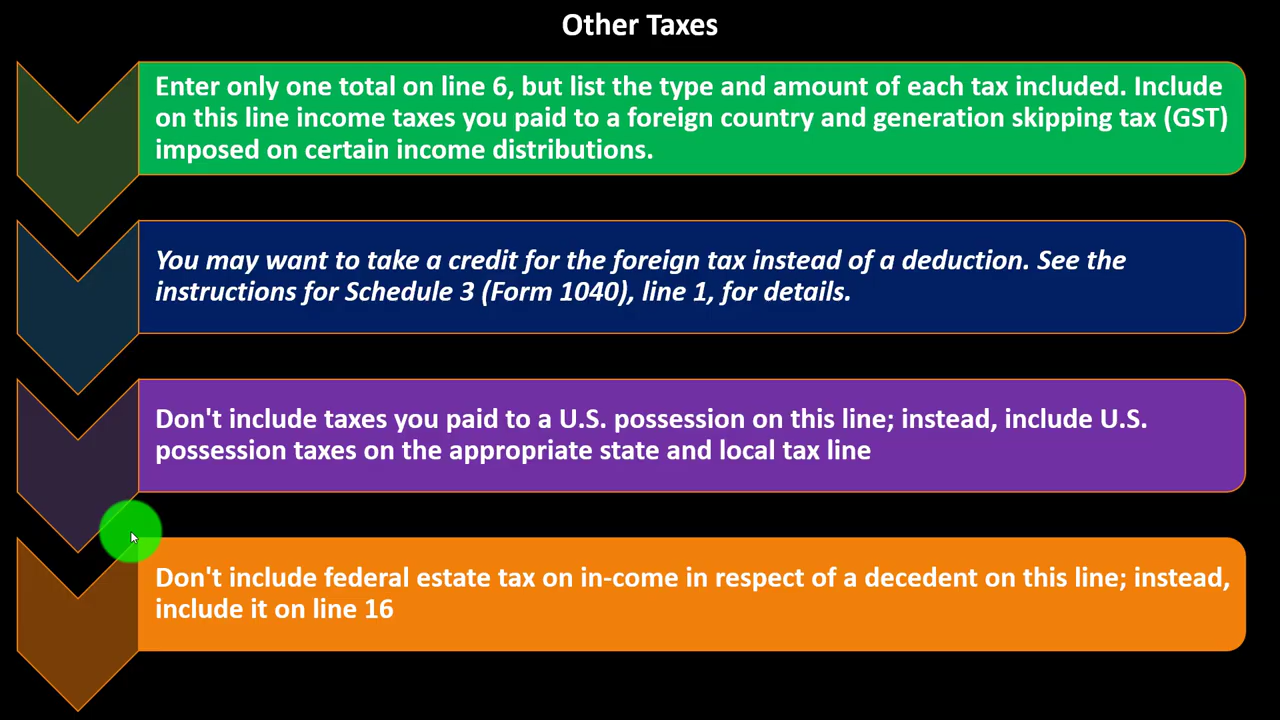 Other Taxes
Enter only one total on line 6, but list the type and amount of each tax included. Include
on this line income taxes you paid to a foreign country and generation skipping tax (GST)
imposed on certain income distributions.
You may want to take a credit for the foreign tax instead of a deduction. See the
instructions for Schedule 3 (Form 1040), line 1, for details.
Don't include taxes you paid to a U.S. possession on this line; instead, include U.S.
possession taxes on the appropriate state and local tax line
Don't include federal estate tax on in-come in respect of a decedent on this line; instead,
include it on line 16